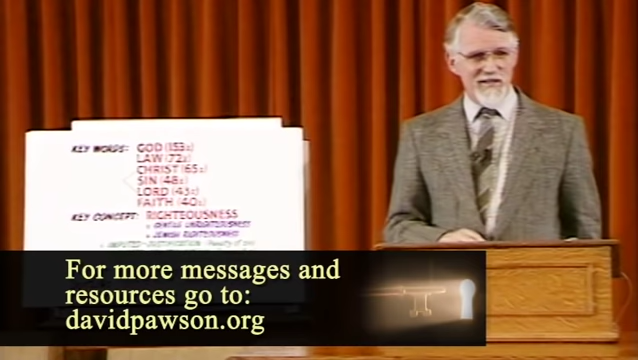 KEY WORDS: GOD (153x)
LAW (72x)
CHRIST (65x)
SIN (48x)
LORD (43x)
FAITH (40x)
KEY CONCEPT: RIGHTEOUSNESS
For more messages and
resources go to:
davidpawson.org